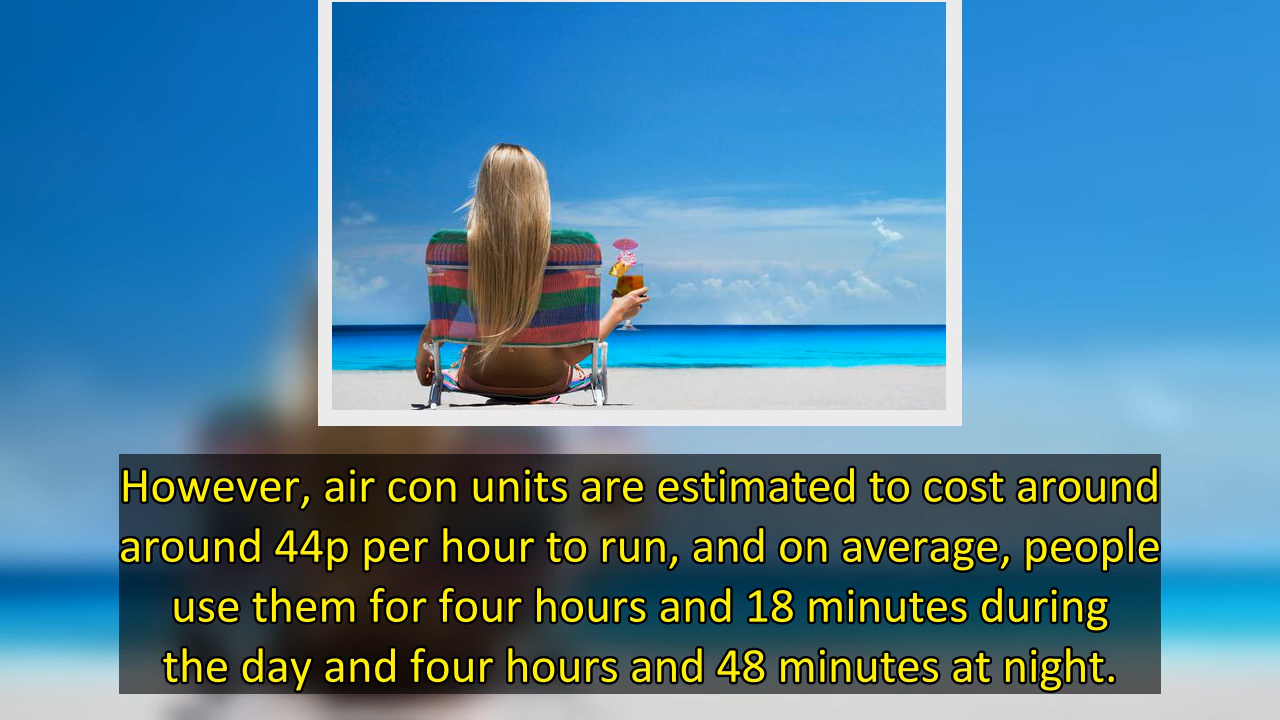 However, air con units are estimated to cost around
around 44p per hour to run, and on average, people
use them for four hours and 18 minutes during
the day and four hours and 48 minutes at night.